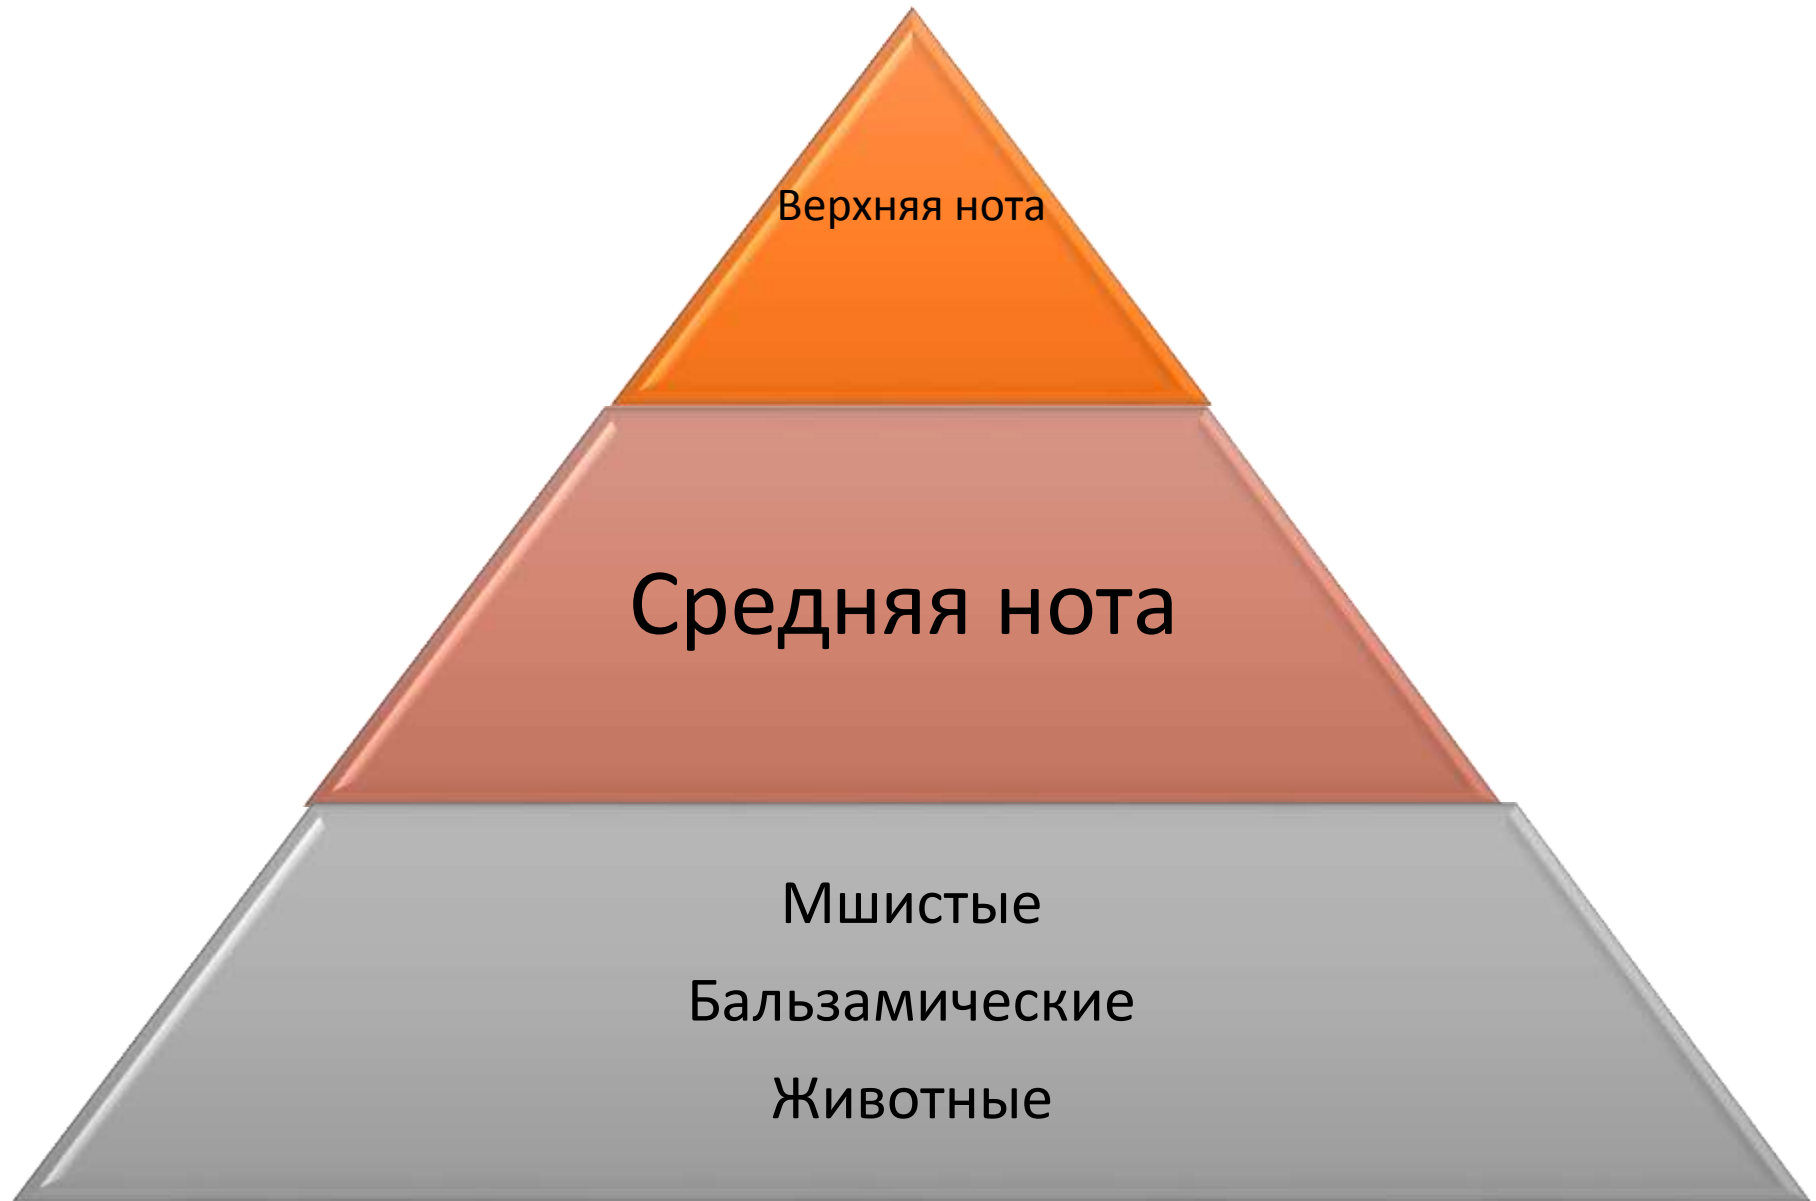 Верхняя нота
Средняя нота
Мшистые
Бальзамические
Животные